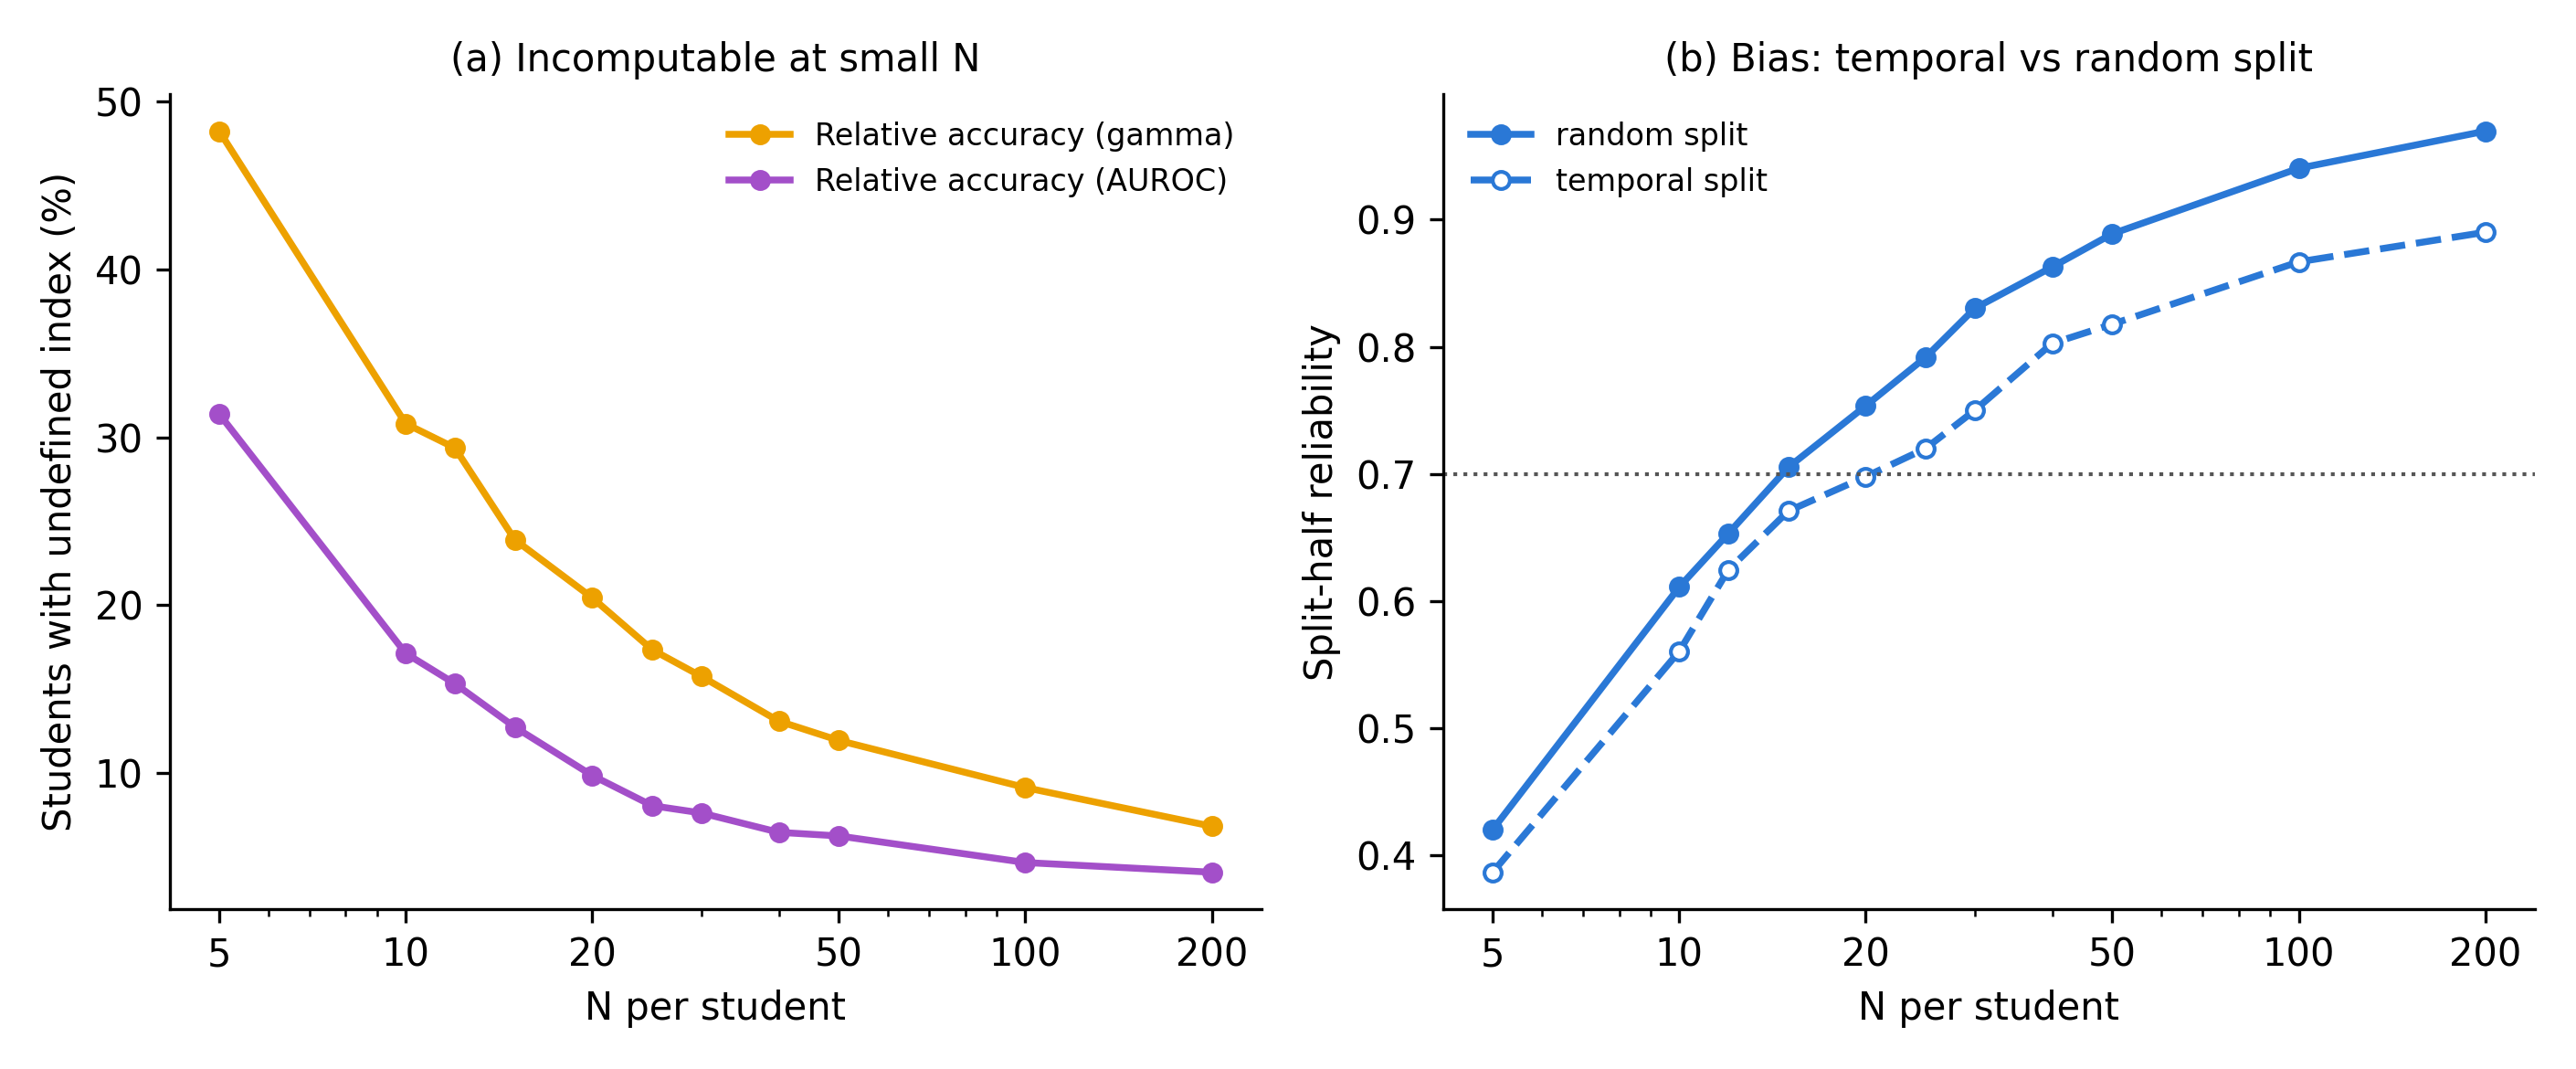 (a) Incomputable at small N
Students with undefined index (%)
50
40
30
20
10
Relative accuracy (gamma)
Relative accuracy (AUROC)
5 10 20 50 100 200
N per student
(b) Bias: temporal vs random split
Split-half reliability
0.9
0.8
0.7
0.6
0.5
0.4
random split
temporal split
5 10 20 50 100 200
N per student